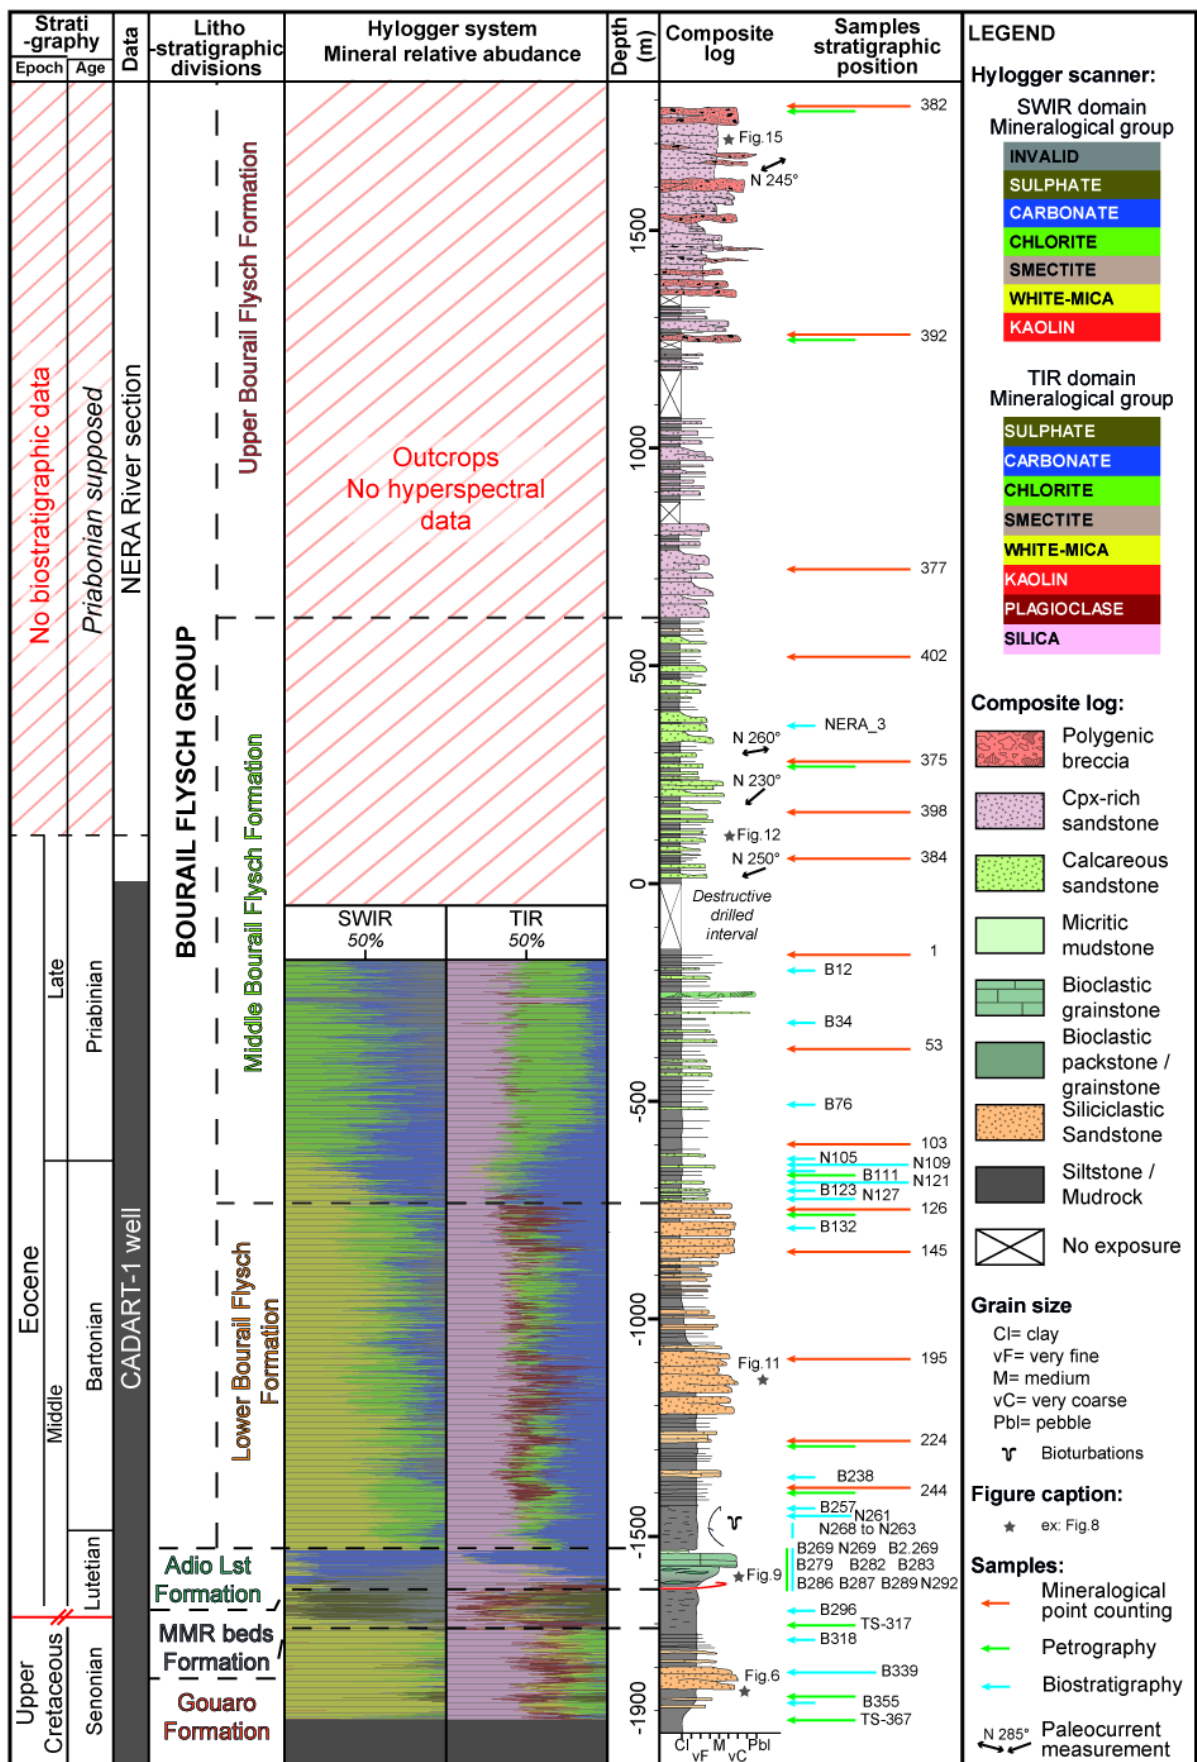 Strati
-graphy
Epoch
Age
Data
Litho
-stratigraphic
divisions
Hylogger system
Mineral relative abudance
Depth
(m)
Composite
log
Samples
stratigraphic
position
No biostratigraphic data
Priabonian supposed
NERA River section
Upper Bourail Flysch Formation
Outcrops
No hyperspectral
data
BOURAIL FLYSCH GROUP
Middle Bourail Flysch Formation
SWIR
50%
TIR
50%
Late
Priabinian
Eocene
Middle
Bartonian
CADART-1 well
Lower Bourail Flysch
Formation
Lutetian
Adio Lst
Formation
MMR beds
Formation
Upper
Cretaceous
Senonian
Gouaro
Formation
1500
1000
500
0
-500
-1000
-1500
-1900
Fig.15
N 245°
N 260°
N 230°
Fig.12
N 250°
Destructive
drilled
interval
Fig.11
Fig.9
Fig.6
Cl
vF
M
vC
Pbl
382
392
377
402
NERA_3
375
398
384
1
B12
B34
53
B76
103
N105
N109
B111
N121
B123
N127
126
B132
145
195
224
B238
244
B257
N261
N268 to N263
B269 N269 B2.269
B279 B282 B283
B286 B287 B289 N292
B296
TS-317
B318
B339
B355
TS-367
LEGEND
Hylogger scanner:
SWIR domain
Mineralogical group
INVALID
SULPHATE
CARBONATE
CHLORITE
SMECTITE
WHITE-MICA
KAOLIN
TIR domain
Mineralogical group
SULPHATE
CARBONATE
CHLORITE
SMECTITE
WHITE-MICA
KAOLIN
PLAGIOCLASE
SILICA
Composite log:
Polygenic
breccia
Cpx-rich
sandstone
Calcareous
sandstone
Micritic
mudstone
Bioclastic
grainstone
Bioclastic
packstone /
grainstone
Siliciclastic
Sandstone
Siltstone /
Mudrock
No exposure
Grain size
Cl= clay
vF= very fine
M= medium
vC= very coarse
Pbl= pebble
Bioturbations
Figure caption:
ex: Fig.8
Samples:
Mineralogical
point counting
Petrography
Biostratigraphy
N 285°
Paleocurrent
measurement